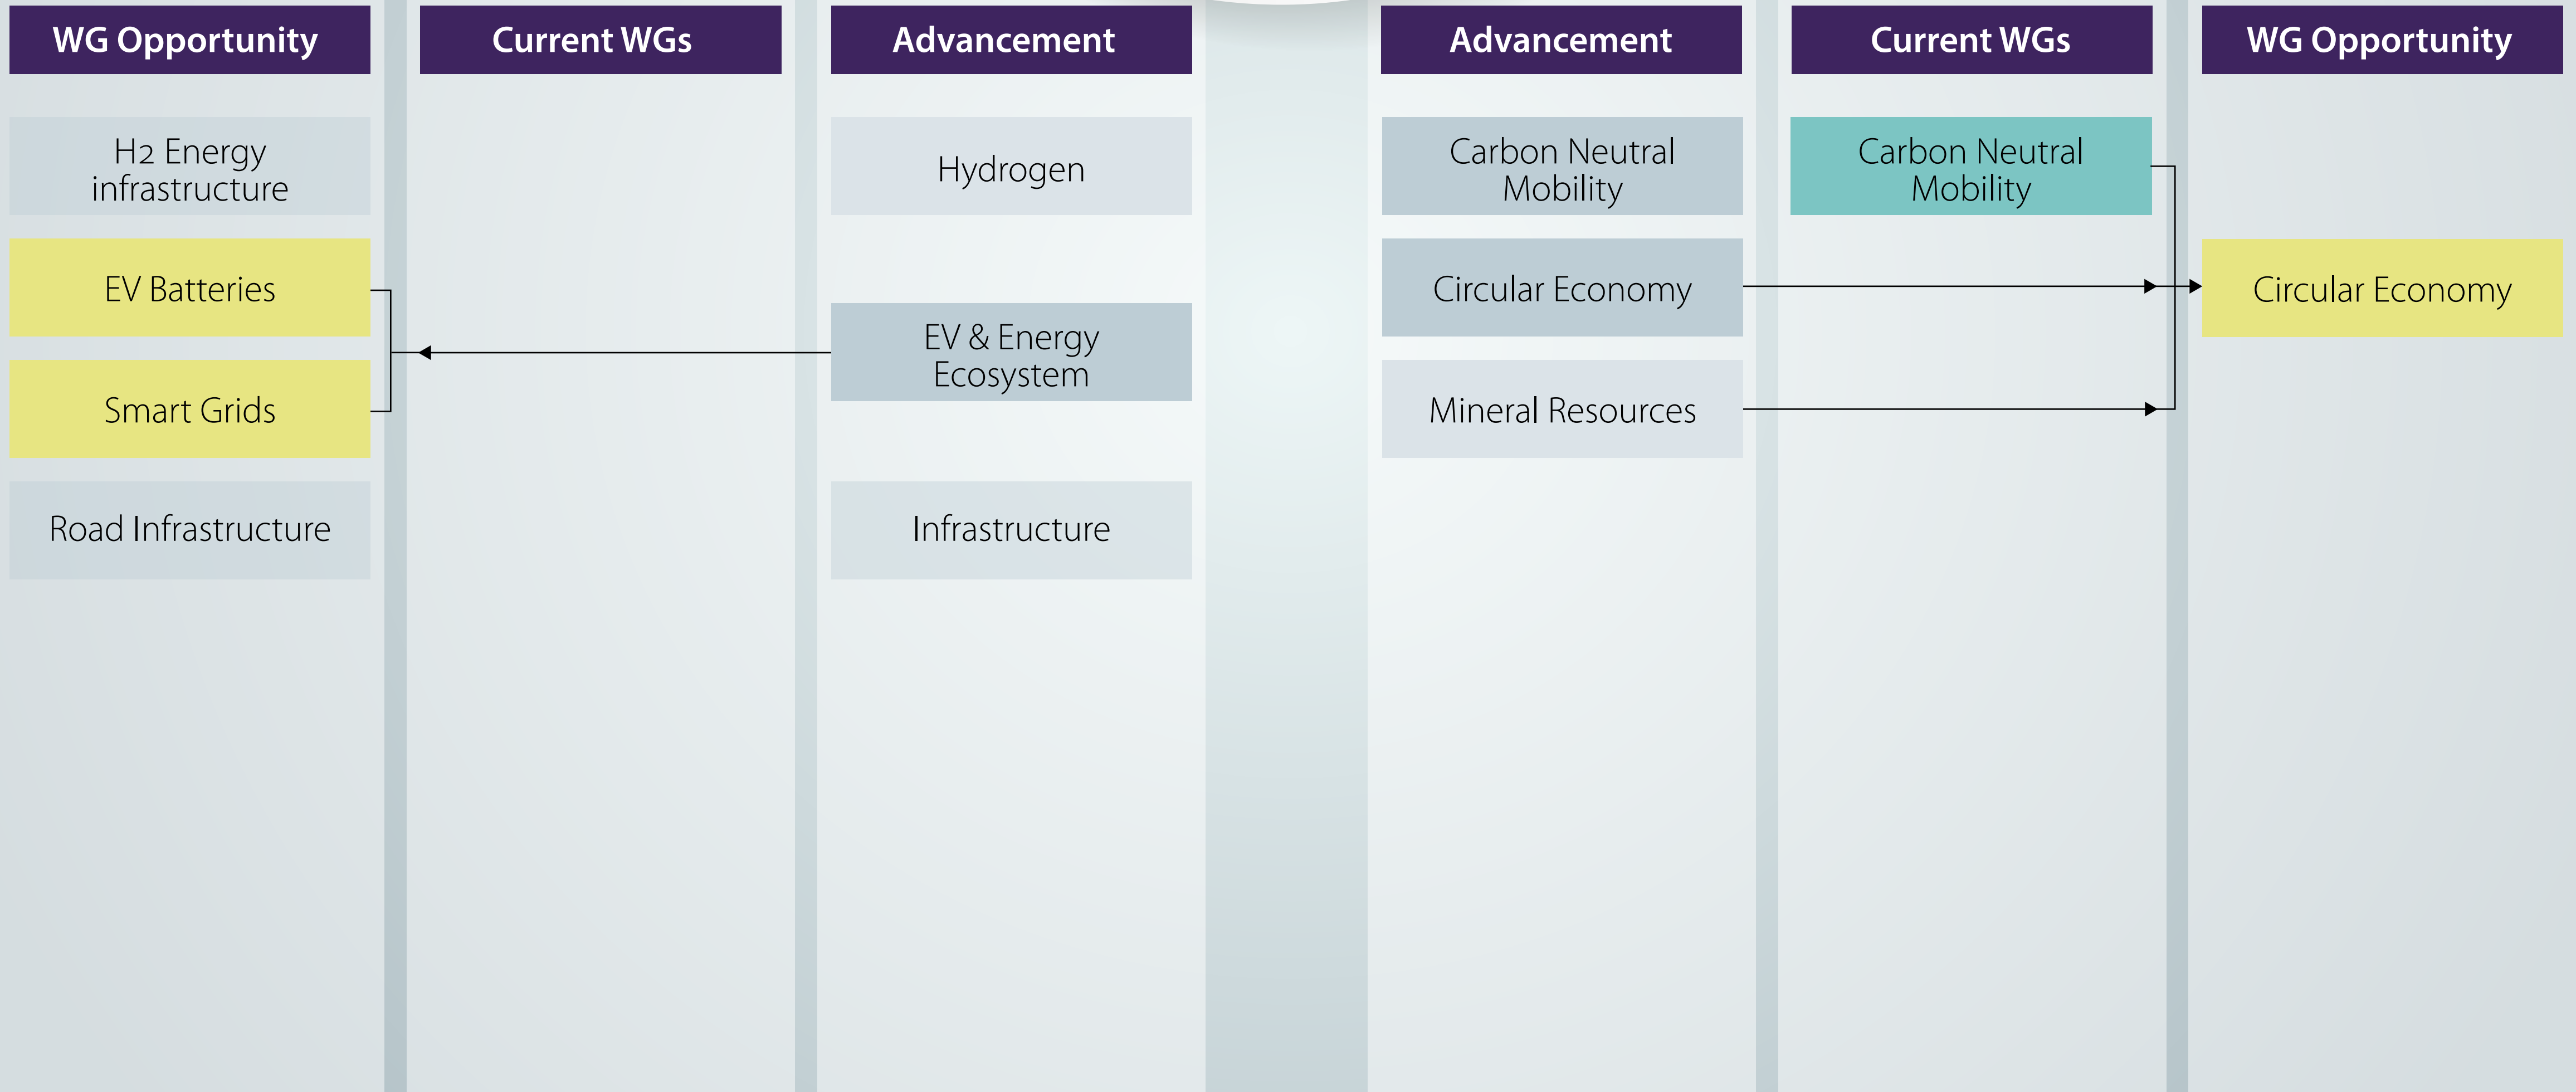 WG Opportunity
Current WGs
Advancement
Advancement
Current WGs
WG Opportunity
H2 Energy
infrastructure
Hydrogen
Carbon Neutral
Mobility
Carbon Neutral
Mobility
EV Batteries
EV & Energy
Ecosystem
Circular Economy
Circular Economy
Smart Grids
Mineral Resources
Road Infrastructure
Infrastructure